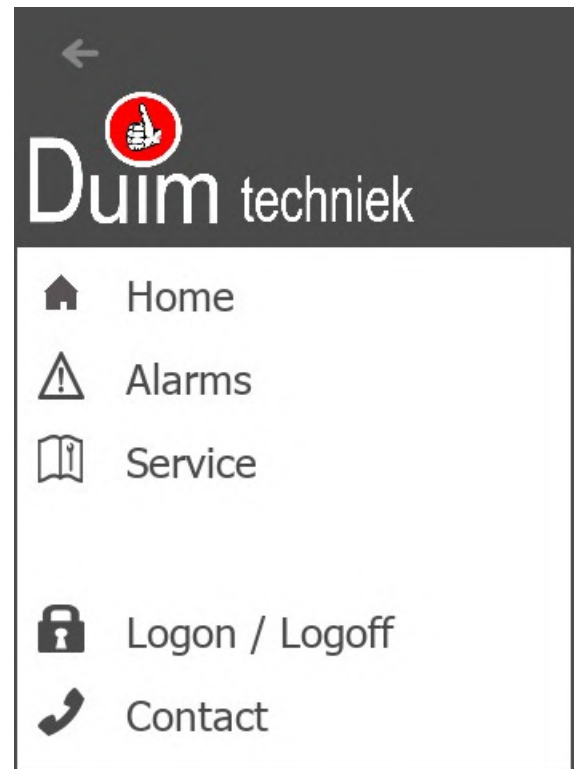 Duim techniek
Home
Alarms
Service
Logon / Logoff
Contact